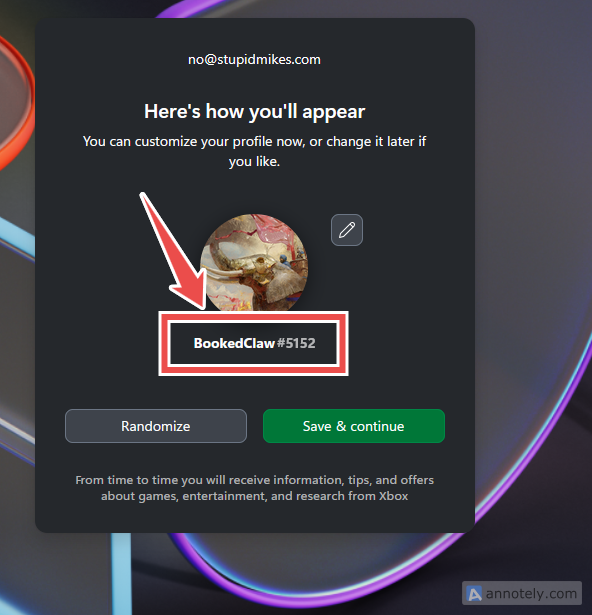 no@stupidmikes.com
Here's how you'll appear
You can customize your profile now, or change it later if
you like.
BookedClaw#5152
Randomize
Save & continue
From time to time you will receive information, tips, and offers
about games, entertainment, and research from Xbox
annotely.com